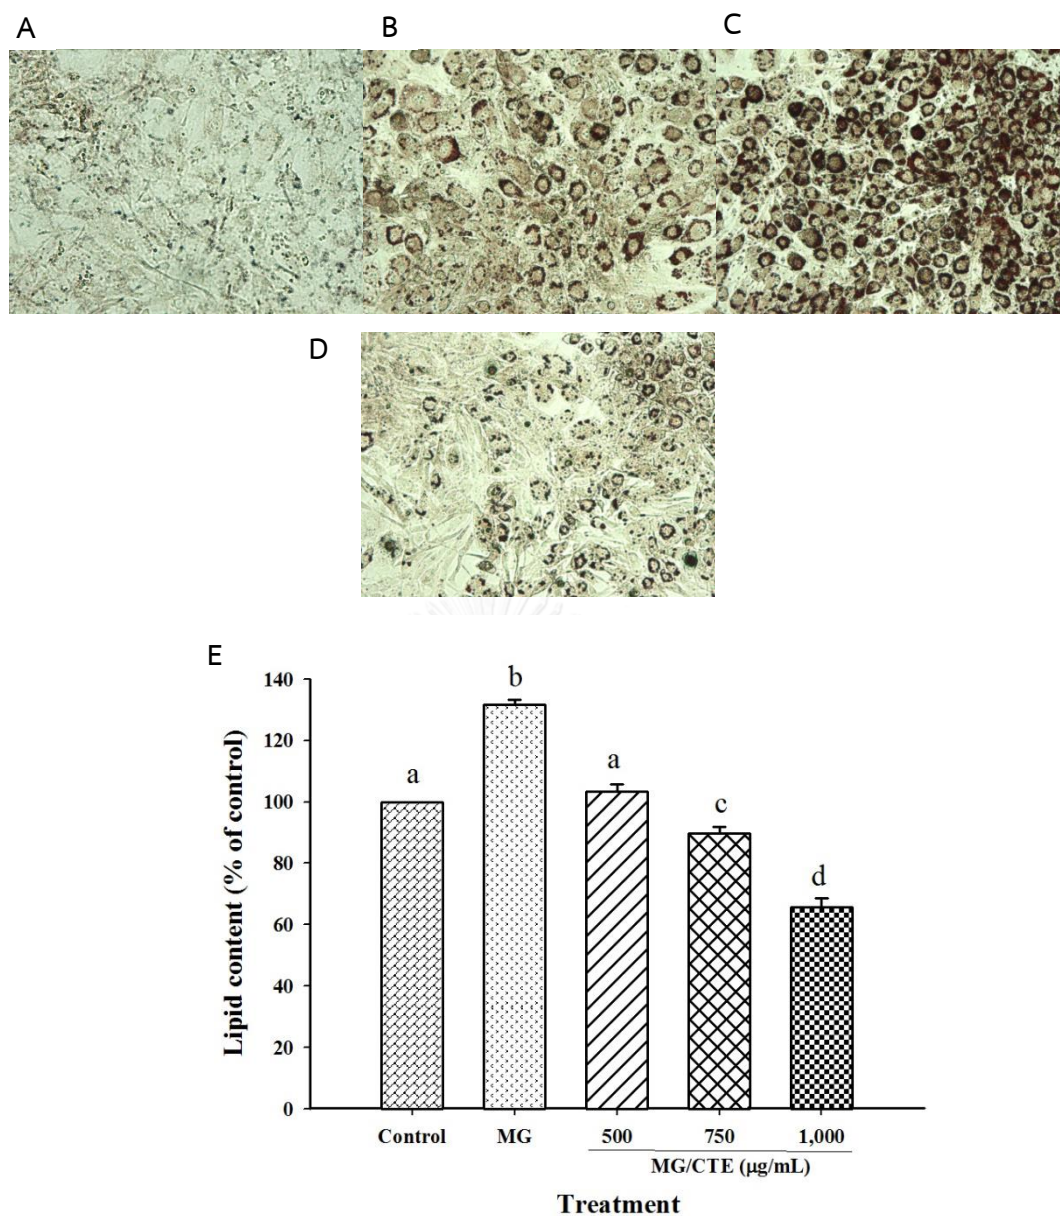 A B C
D
E
140
120
100
80
60
40
20
0
Lipid content (% of control)
a b a c d
Control MG 500 750 1,000
MG/CTE (µg/mL)
Treatment